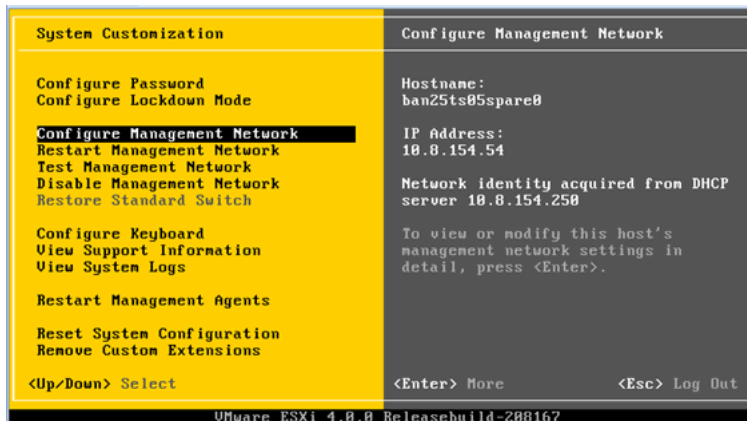 System Customization
Configure Password
Configure Lockdown Mode
Configure Management Network
Restart Management Network
Test Management Network
Disable Management Network
Restore Standard Switch
Configure Keyboard
View Support Information
View System Logs
Restart Management Agents
Reset System Configuration
Remove Custom Extensions
<Up/Down> Select
Configure Management Network
Hostname:
ban25ts05spare0
IP Address:
10.8.154.54
Network identity acquired from DHCP
server 10.8.154.250
To view or modify this host's
management network settings in
detail, press <Enter>.
<Enter> More
<Esc> Log Out
VMware ESXi 4.0.0 Releasebuild-208167